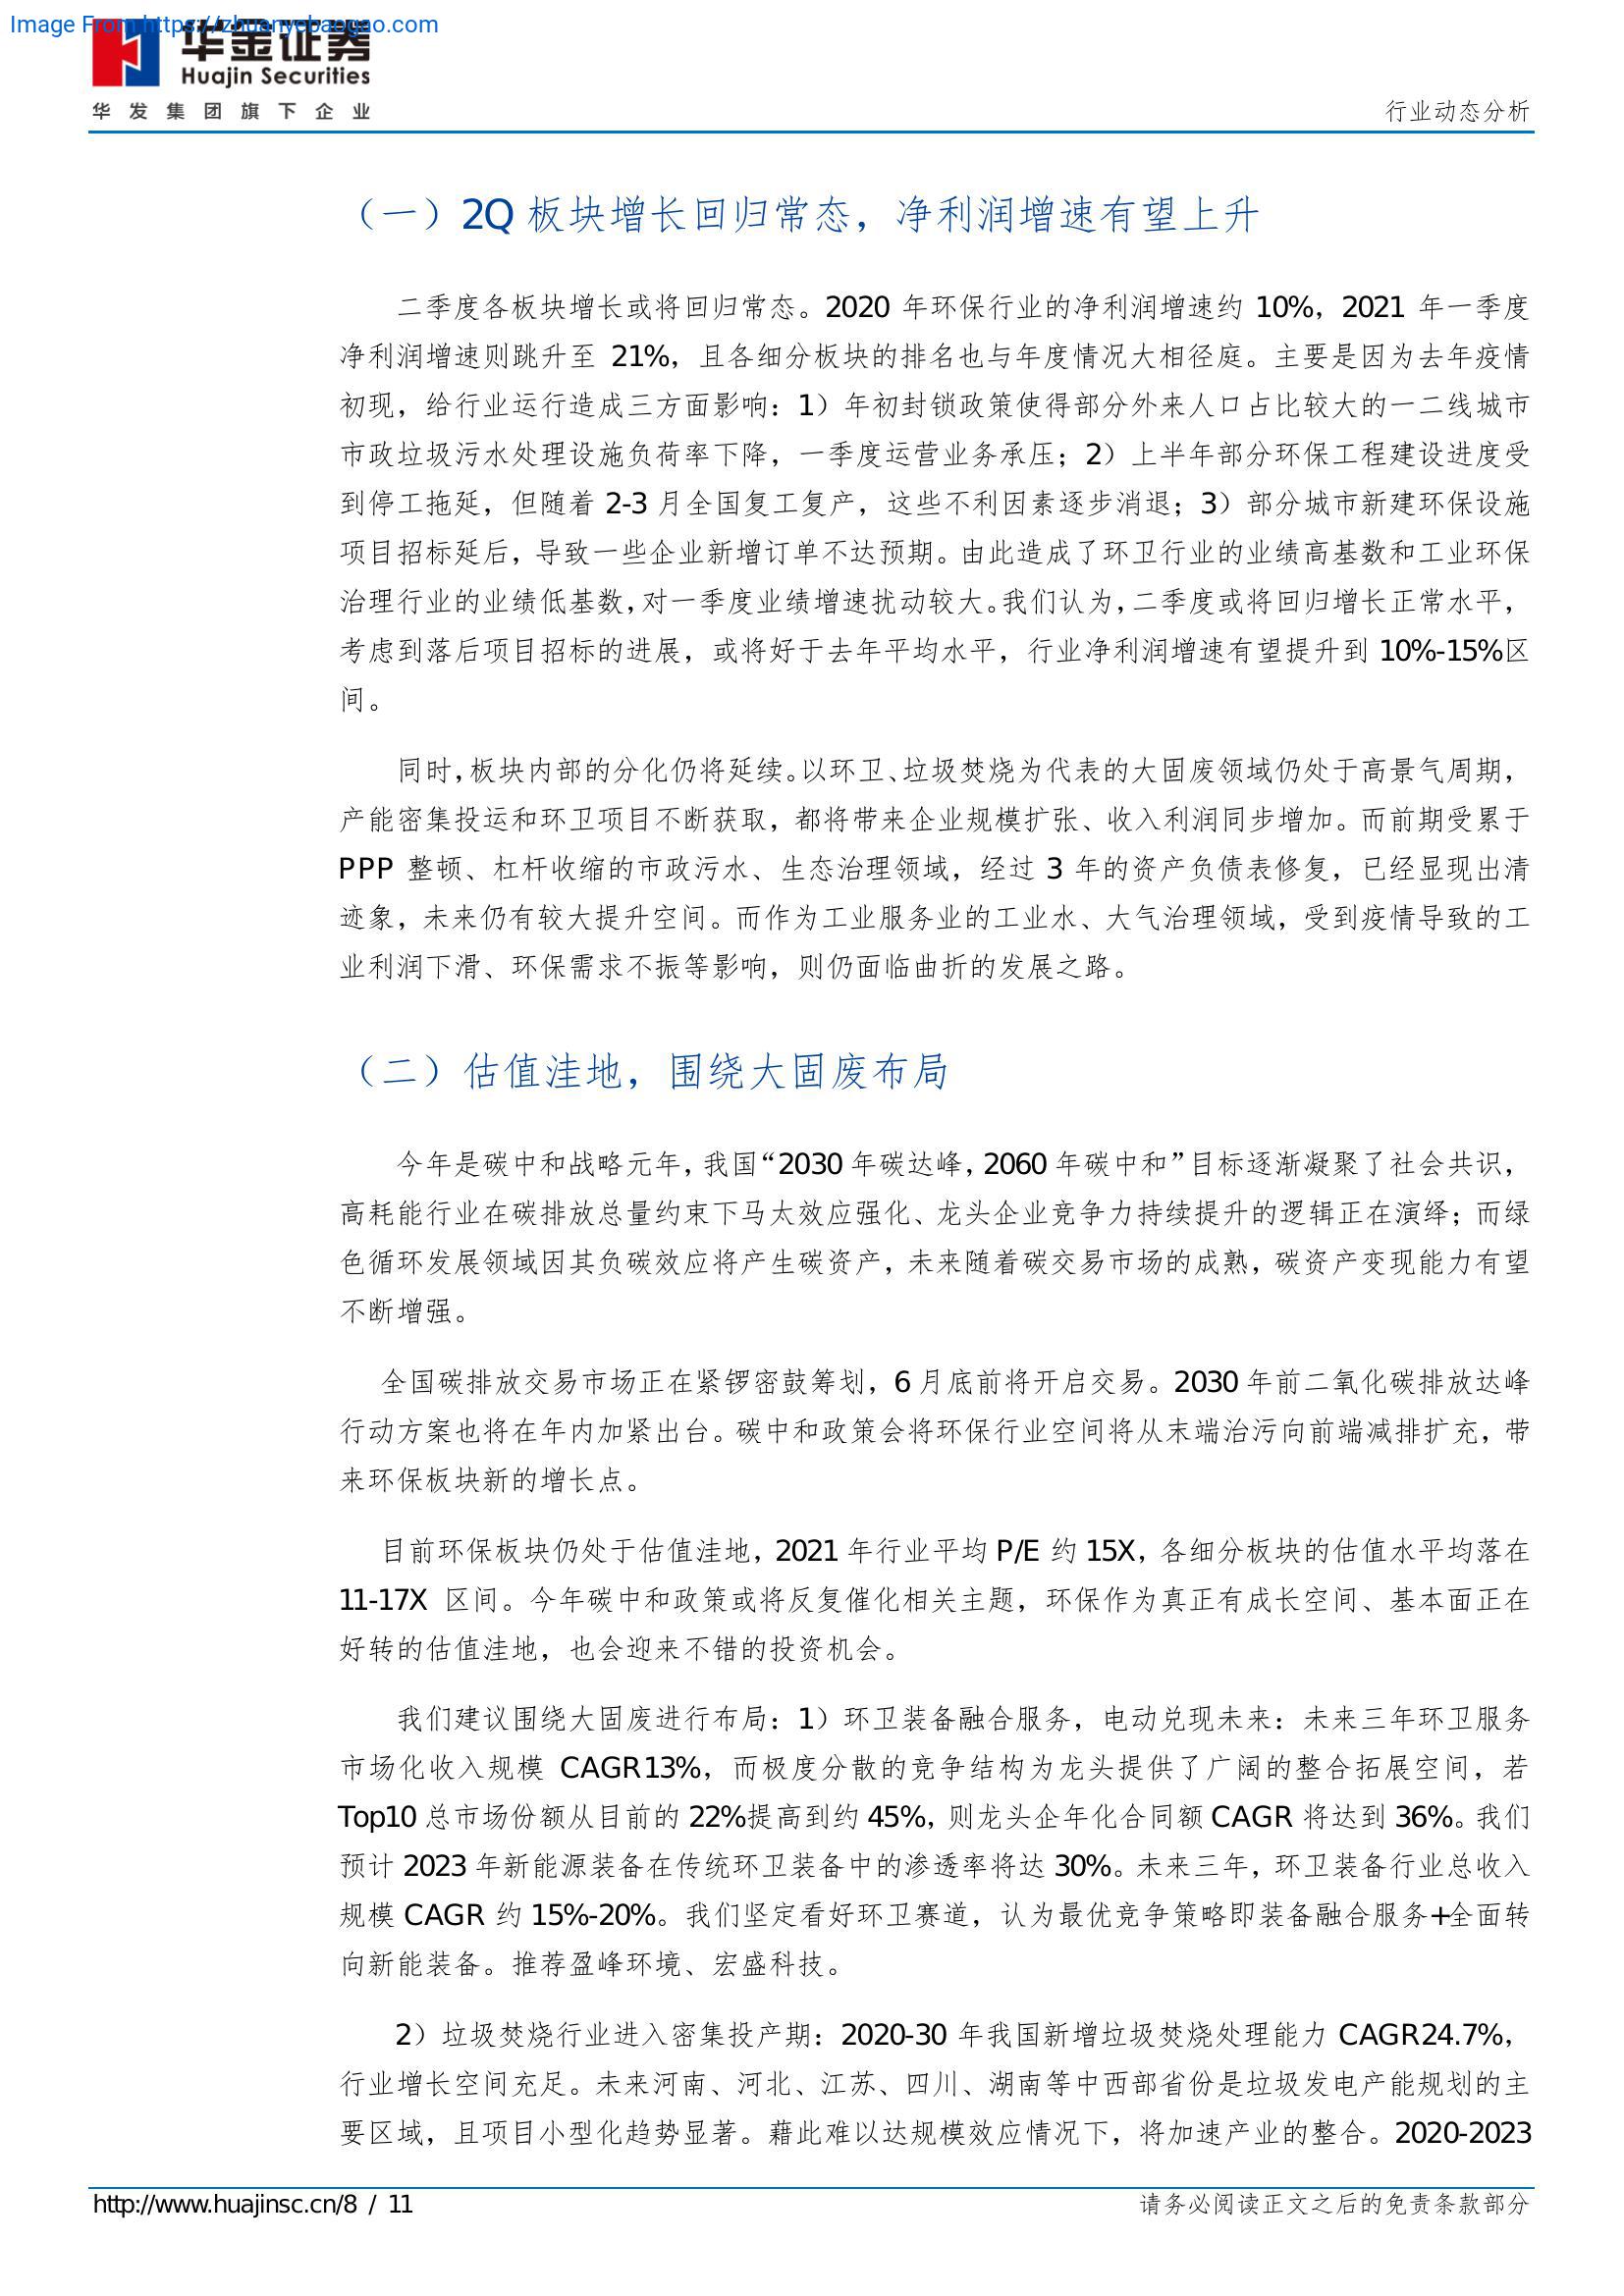 Image From https://zhuanyebaogao.com
华金证券
Huajin Securities
华发集团旗下企业
行业动态分析
（一）2Q 板块增长回归常态，净利润增速有望上升
二季度各板块增长或将回归常态。2020 年环保行业的净利润增速约 10%，2021 年一季度
净利润增速则跳升至 21%，且各细分板块的排名也与年度情况大相径庭。主要是因为去年疫情
初现，给行业运行造成三方面影响：1）年初封锁政策使得部分外来人口占比较大的一二线城市
市政垃圾污水处理设施负荷率下降，一季度运营业务承压；2）上半年部分环保工程建设进度受
到停工拖延，但随着 2-3 月全国复工复产，这些不利因素逐步消退；3）部分城市新建环保设施
项目招标延后，导致一些企业新增订单不达预期。由此造成了环卫行业的业绩高基数和工业环保
治理行业的业绩低基数，对一季度业绩增速扰动较大。我们认为，二季度或将回归增长正常水平，
考虑到落后项目招标的进展，或将好于去年平均水平，行业净利润增速有望提升到 10%-15%区
间。
同时，板块内部的分化仍将延续。以环卫、垃圾焚烧为代表的大固废领域仍处于高景气周期，
产能密集投运和环卫项目不断获取，都将带来企业规模扩张、收入利润同步增加。而前期受累于
PPP 整顿、杠杆收缩的市政污水、生态治理领域，经过 3 年的资产负债表修复，已经显现出清
迹象，未来仍有较大提升空间。而作为工业服务业的工业水、大气治理领域，受到疫情导致的工
业利润下滑、环保需求不振等影响，则仍面临曲折的发展之路。
（二）估值洼地，围绕大固废布局
今年是碳中和战略元年，我国“2030 年碳达峰，2060 年碳中和”目标逐渐凝聚了社会共识，
高耗能行业在碳排放总量约束下马太效应强化、龙头企业竞争力持续提升的逻辑正在演绎；而绿
色循环发展领域因其负碳效应将产生碳资产，未来随着碳交易市场的成熟，碳资产变现能力有望
不断增强。
全国碳排放交易市场正在紧锣密鼓筹划，6 月底前将开启交易。2030 年前二氧化碳排放达峰
行动方案也将在年内加紧出台。碳中和政策会将环保行业空间将从末端治污向前端减排扩充，带
来环保板块新的增长点。
目前环保板块仍处于估值洼地，2021 年行业平均 P/E 约 15X，各细分板块的估值水平均落在
11-17X 区间。今年碳中和政策或将反复催化相关主题，环保作为真正有成长空间、基本面正在
好转的估值洼地，也会迎来不错的投资机会。
我们建议围绕大固废进行布局：1）环卫装备融合服务，电动兑现未来：未来三年环卫服务
市场化收入规模 CAGR13%，而极度分散的竞争结构为龙头提供了广阔的整合拓展空间，若
Top10 总市场份额从目前的 22%提高到约 45%，则龙头企年化合同额 CAGR 将达到 36%。我们
预计 2023 年新能源装备在传统环卫装备中的渗透率将达 30%。未来三年，环卫装备行业总收入
规模 CAGR 约 15%-20%。我们坚定看好环卫赛道，认为最优竞争策略即装备融合服务+全面转
向新能装备。推荐盈峰环境、宏盛科技。
2）垃圾焚烧行业进入密集投产期：2020-30 年我国新增垃圾焚烧处理能力 CAGR24.7%，
行业增长空间充足。未来河南、河北、江苏、四川、湖南等中西部省份是垃圾发电产能规划的主
要区域，且项目小型化趋势显著。藉此难以达规模效应情况下，将加速产业的整合。2020-2023
http://www.huajinsc.cn/8 / 11
请务必阅读正文之后的免责条款部分